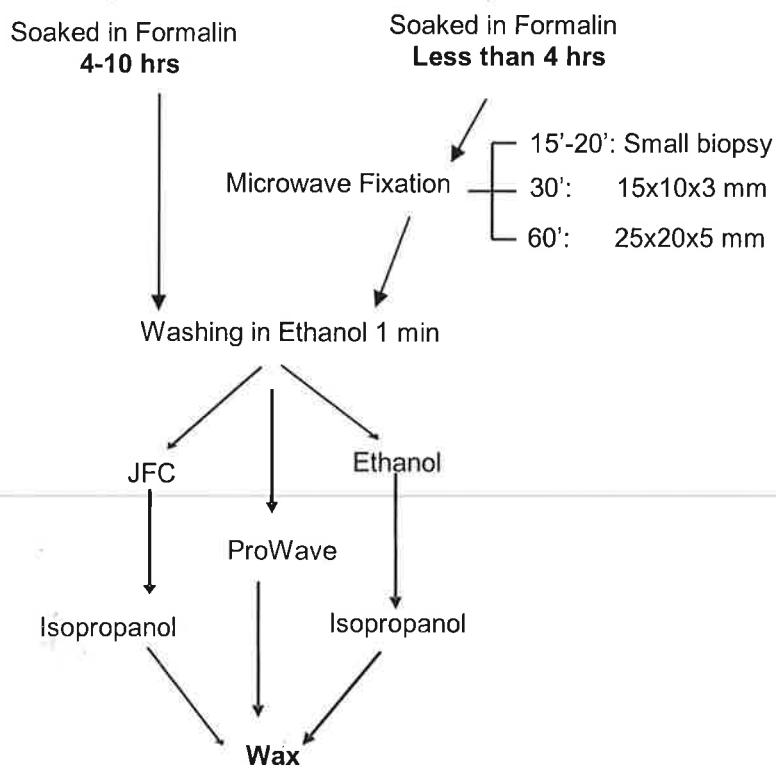 Soaked in Formalin
4-10 hrs
Soaked in Formalin
Less than 4 hrs
Microwave Fixation
15'-20': Small biopsy
30': 15x10x3 mm
60': 25x20x5 mm
Washing in Ethanol 1 min
JFC
ProWave
Ethanol
Isopropanol
Isopropanol
Wax